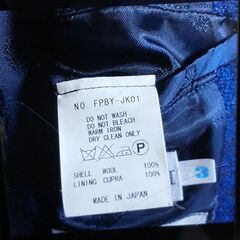 NO. FPBY-JK01
DO NOT WASH
DO NOT BLEACH
WARM IRON
DRY CLEAN ONLY
P
SHELL WOOL 100%
LINING CUPRA 100%
MADE IN JAPAN
3